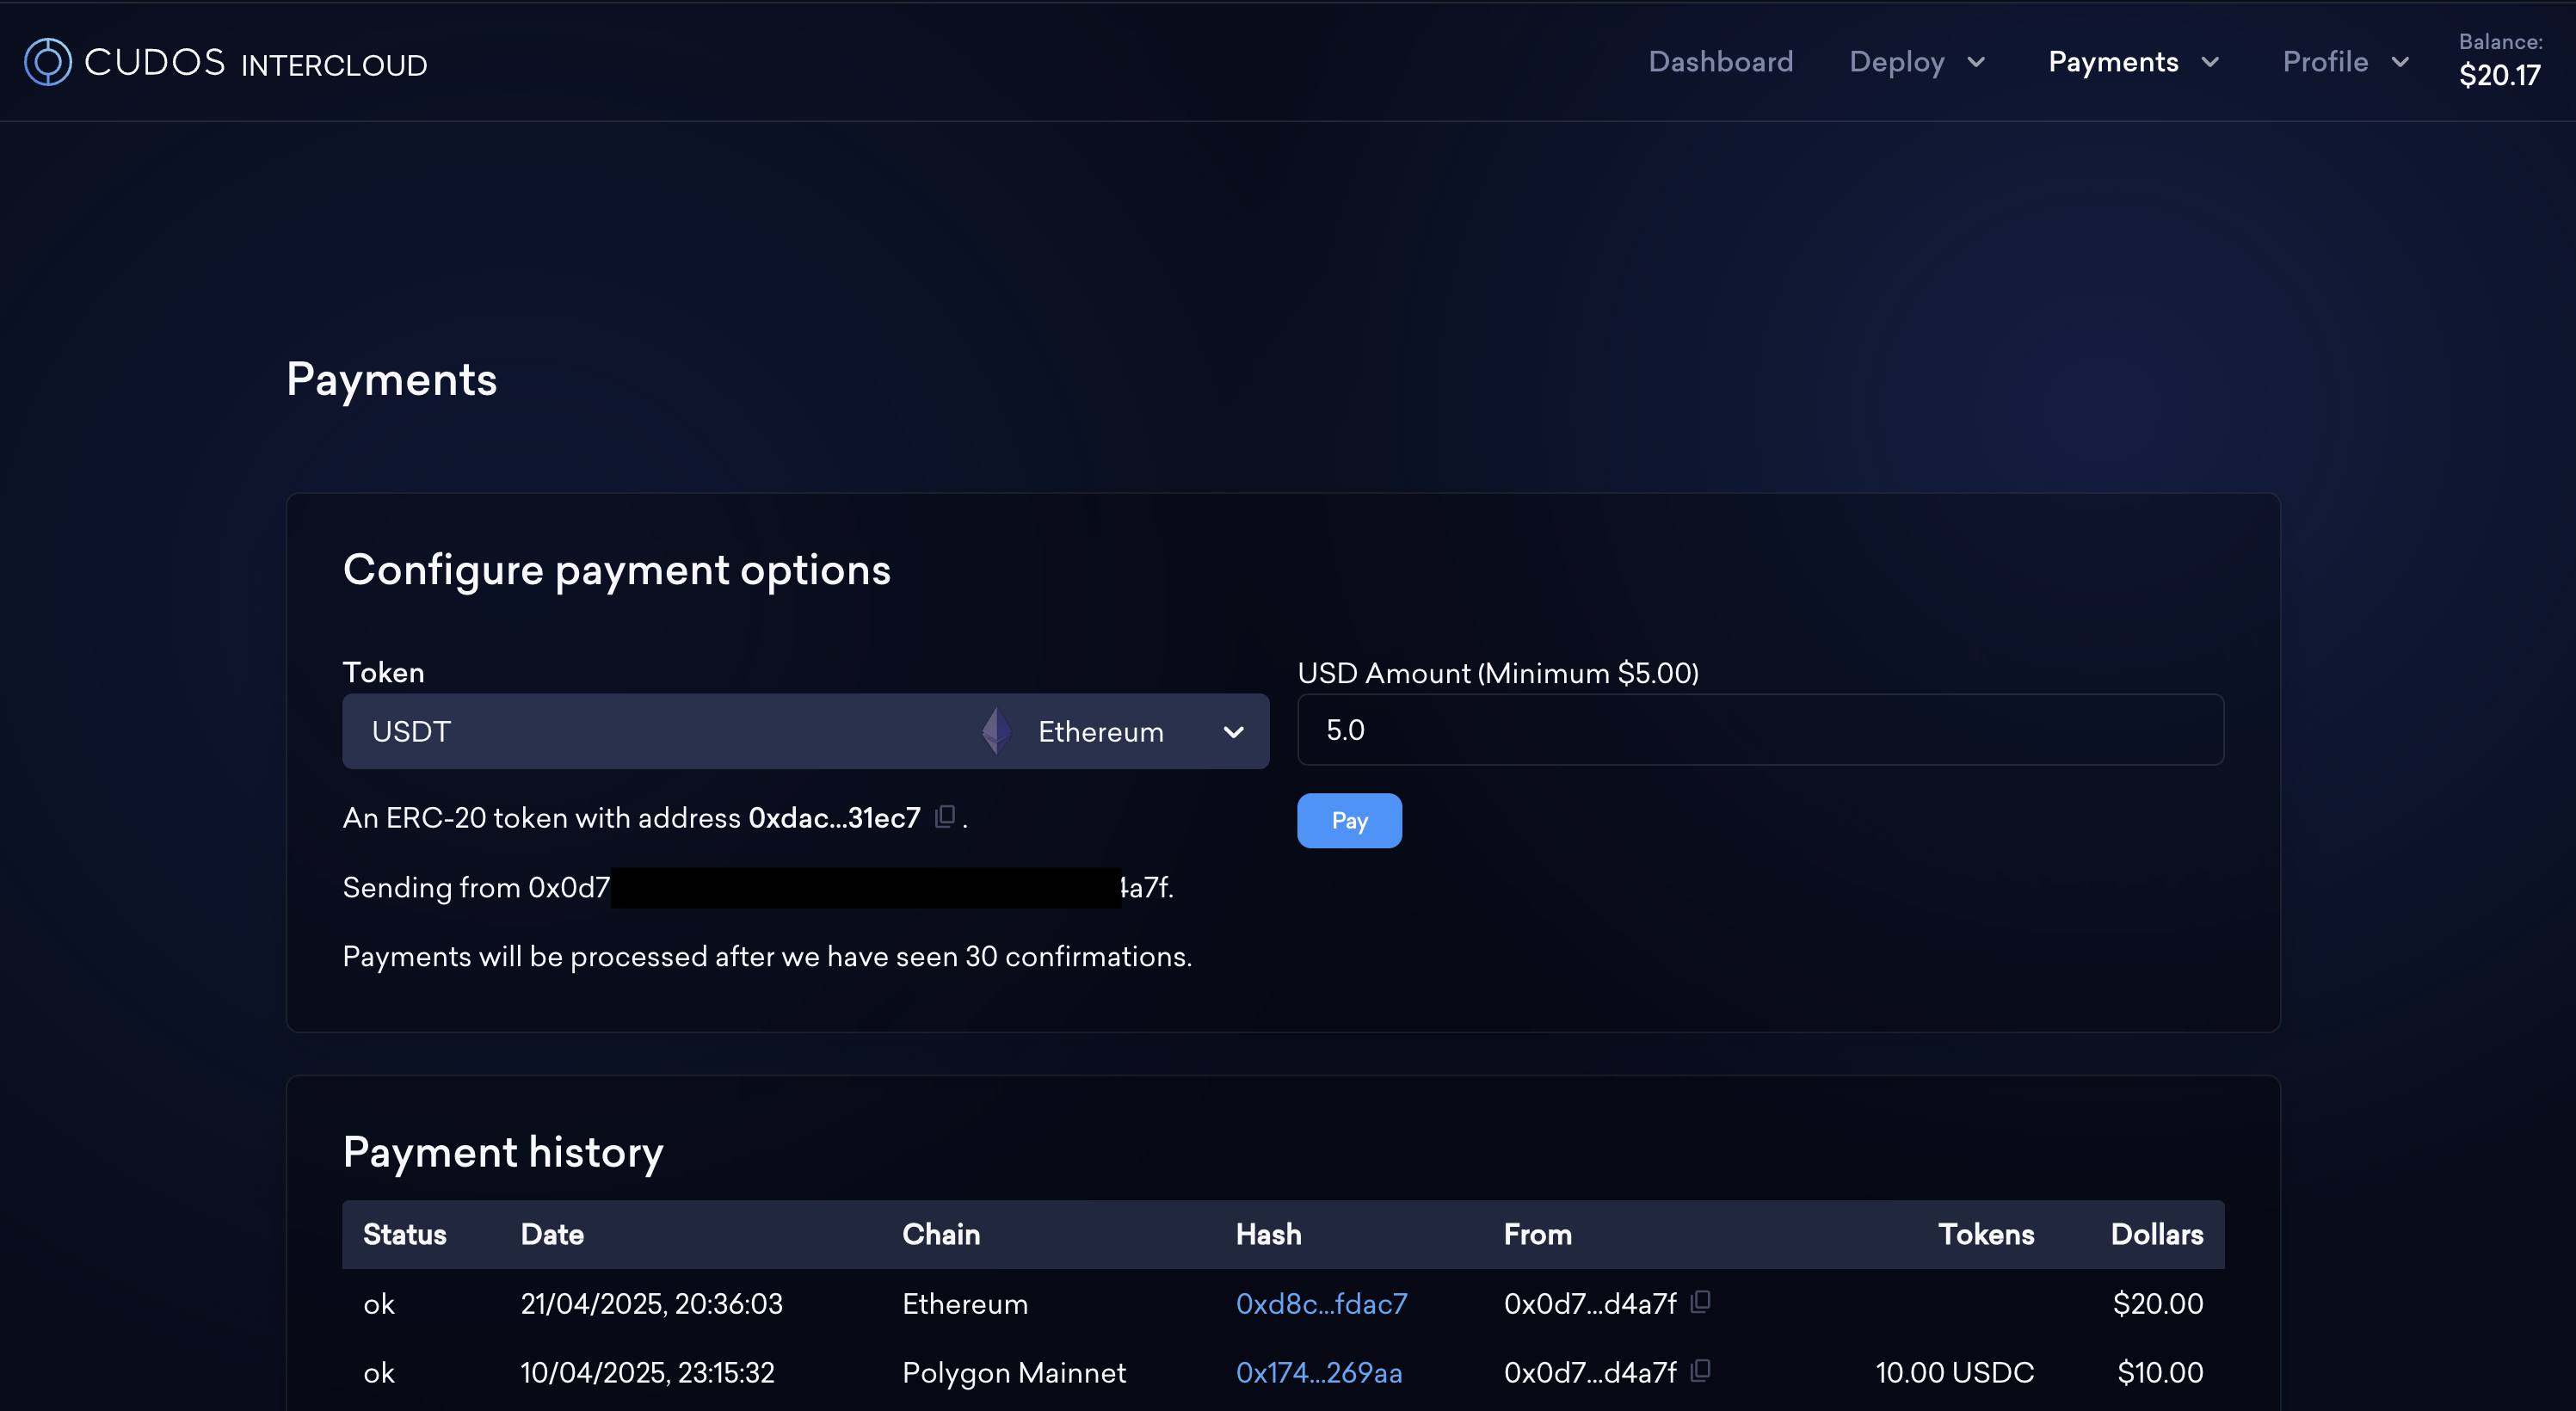 CUDOS INTERCLOUD
Dashboard Deploy Payments Profile Balance:
$20.17
Payments
Configure payment options
Token
USDT Ethereum
USD Amount (Minimum $5.00)
5.0
An ERC-20 token with address 0xdac...31ec7 .
Pay
Sending from 0x0d7 4a7f.
Payments will be processed after we have seen 30 confirmations.
Payment history
Status Date Chain Hash From Tokens Dollars
ok 21/04/2025, 20:36:03 Ethereum 0xd8c...fdac7 0x0d7...d4a7f $20.00
ok 10/04/2025, 23:15:32 Polygon Mainnet 0x174...269aa 0x0d7...d4a7f 10.00 USDC $10.00